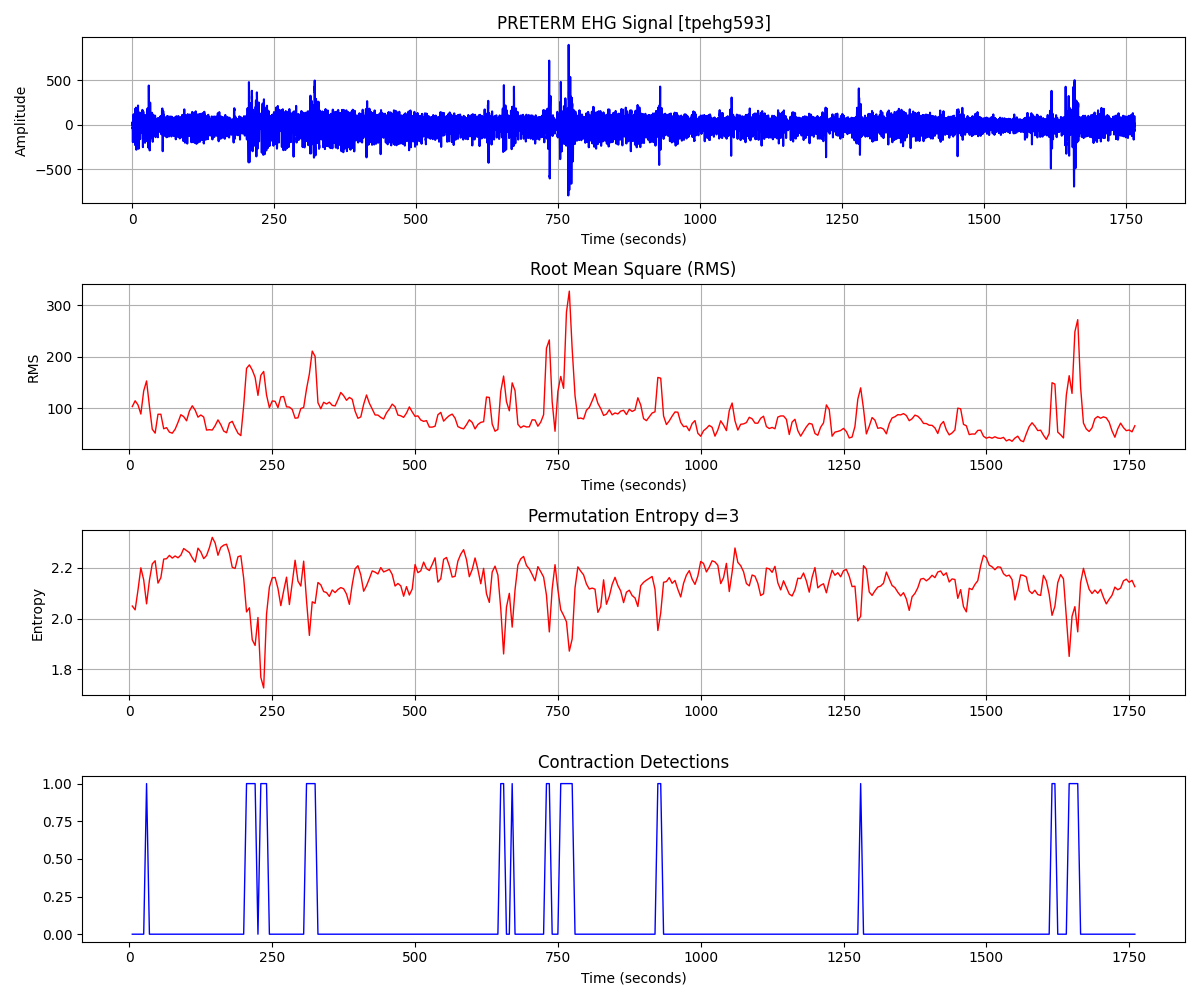 PRETERM EHG Signal [tpehg593]
Amplitude
500
0
−500
0 250 500 750 1000 1250 1500 1750
Time (seconds)
Root Mean Square (RMS)
RMS
300
200
100
0 250 500 750 1000 1250 1500 1750
Time (seconds)
Permutation Entropy d=3
Entropy
2.2
2.0
1.8
0 250 500 750 1000 1250 1500 1750
Contraction Detections
1.00
0.75
0.50
0.25
0.00
0 250 500 750 1000 1250 1500 1750
Time (seconds)